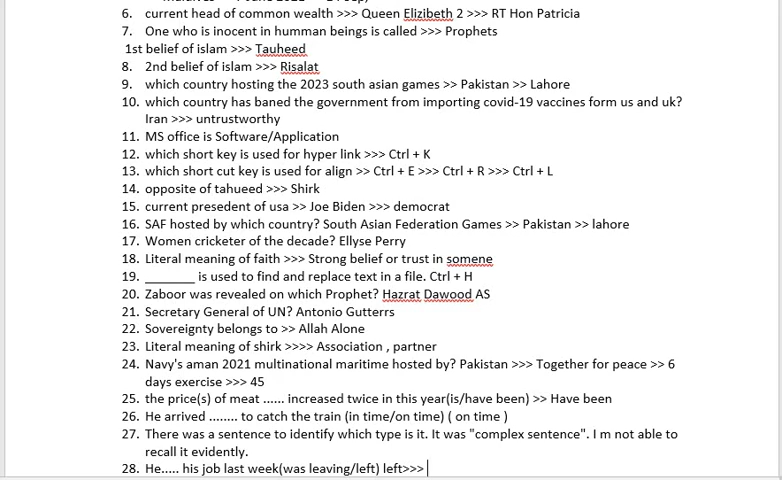 6. current head of common wealth >>> Queen Elizibeth 2 >>> RT Hon Patricia
7. One who is inocent in humman beings is called >>> Prophets
1st belief of islam >>> Tauheed
8. 2nd belief of islam >>> Risalat
9. which country hosting the 2023 south asian games >> Pakistan >> Lahore
10. which country has baned the government from importing covid-19 vaccines form us and uk?
Iran >>> untrustworthy
11. MS office is Software/Application
12. which short key is used for hyper link >>> Ctrl + K
13. which short cut key is used for align >> Ctrl + E >>> Ctrl + R >>> Ctrl + L
14. opposite of tahueed >>> Shirk
15. current presedent of usa >> Joe Biden >>> democrat
16. SAF hosted by which country? South Asian Federation Games >> Pakistan >> lahore
17. Women cricketer of the decade? Ellyse Perry
18. Literal meaning of faith >>> Strong belief or trust in somene
19. _______ is used to find and replace text in a file. Ctrl + H
20. Zaboor was revealed on which Prophet? Hazrat Dawood AS
21. Secretary General of UN? Antonio Gutterrs
22. Sovereignty belongs to >> Allah Alone
23. Literal meaning of shirk >>>> Association , partner
24. Navy's aman 2021 multinational maritime hosted by? Pakistan >>> Together for peace >> 6
days exercise >>> 45
25. the price(s) of meat ...... increased twice in this year(is/have been) >> Have been
26. He arrived ........ to catch the train (in time/on time) ( on time )
27. There was a sentence to identify which type is it. It was "complex sentence". I m not able to
recall it evidently.
28. He..... his job last week(was leaving/left) left>>>